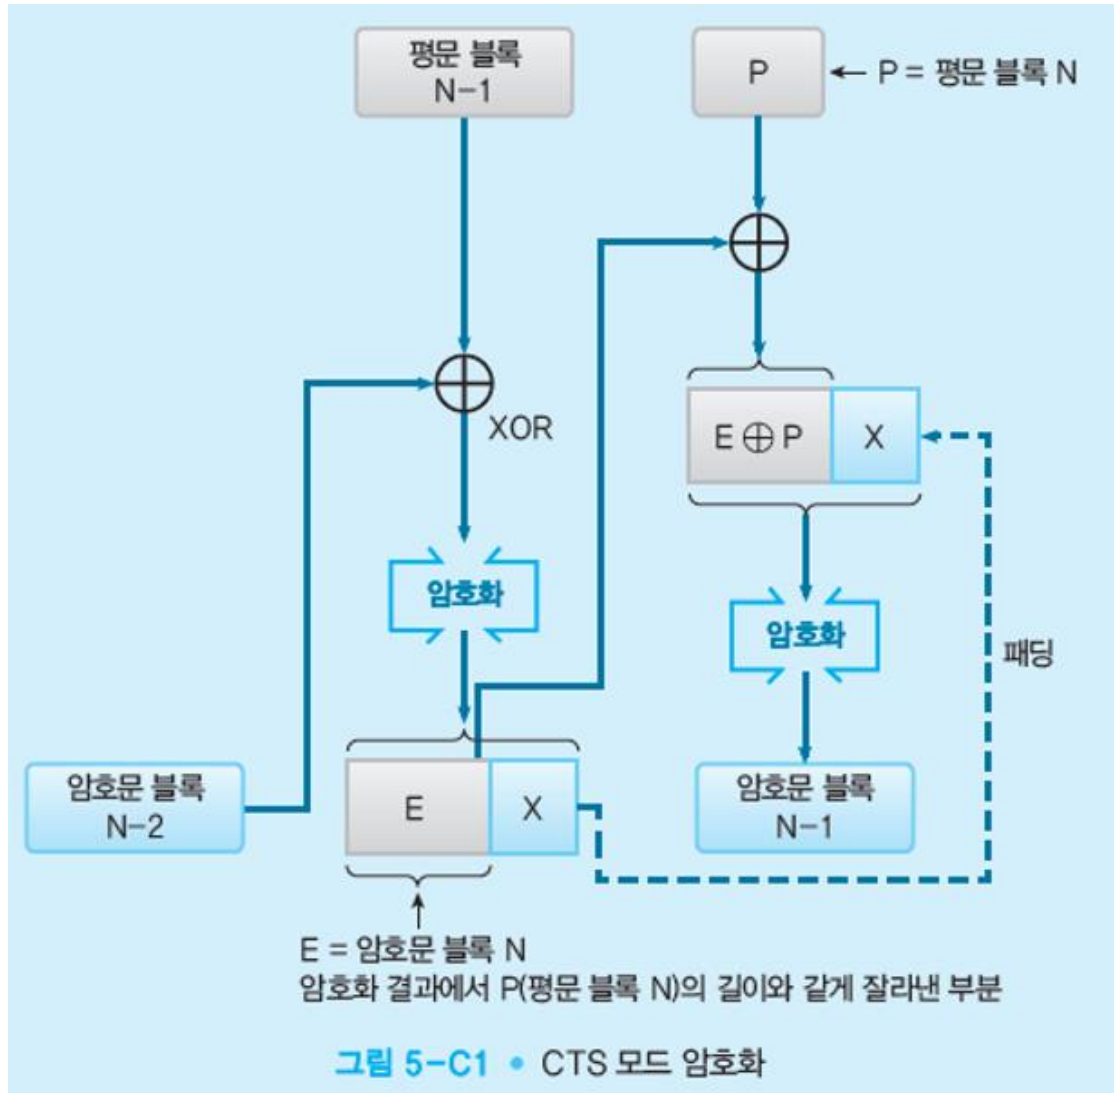 평문 블록
N-1
P
← P = 평문 블록 N
XOR
E ⊕ P
X
암호화
암호화
패딩
암호문 블록
N-2
E
X
암호문 블록
N-1
E = 암호문 블록 N
암호화 결과에서 P(평문 블록 N)의 길이와 같게 잘라낸 부분
그림 5-C1 • CTS 모드 암호화